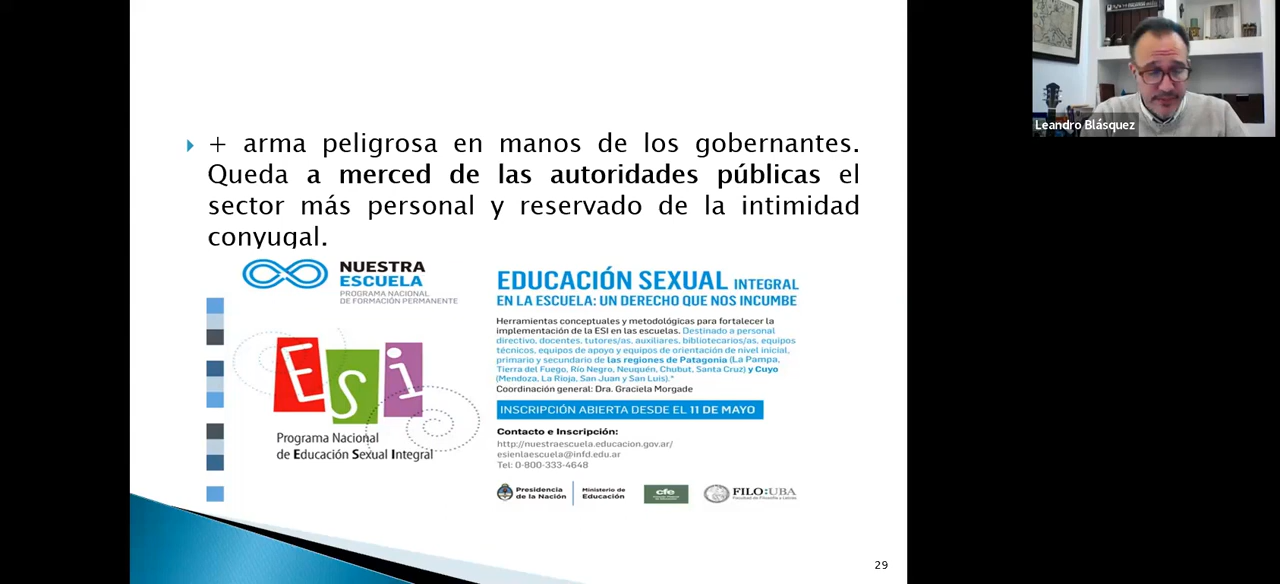 + arma peligrosa en manos de los gobernantes.
Queda a merced de las autoridades públicas el
sector más personal y reservado de la intimidad
conyugal.
NUESTRA
ESCUELA
PROGRAMA NACIONAL
DE FORMACIÓN PERMANENTE
ESi
Programa Nacional
de Educación Sexual Integral
EDUCACIÓN SEXUAL INTEGRAL
EN LA ESCUELA: UN DERECHO QUE NOS INCUMBE
Herramientas conceptuales y metodológicas para fortalecer la
implementación de la ESI en las escuelas. Destinado a personal
directivo, docentes, tutores/as, auxiliares, bibliotecarios/as, equipos
técnicos, equipos de apoyo y equipos de orientación de nivel inicial,
primario y secundario de las regiones de Patagonia (La Pampa,
Tierra del Fuego, Río Negro, Neuquén, Chubut, Santa Cruz) y Cuyo
(Mendoza, La Rioja, San Juan y San Luis).*
Coordinación general: Dra. Graciela Morgade
INSCRIPCIÓN ABIERTA DESDE EL 11 DE MAYO
Contacto e Inscripción:
http://nuestraescuela.educacion.gov.ar/
esienlaescuela@infd.edu.ar
Tel: 0-800-333-4648
Presidencia
de la Nación
Ministerio de
Educación
cfe
FILO:UBA
Facultad de Filosofía y Letras
29
Leandro Blásquez